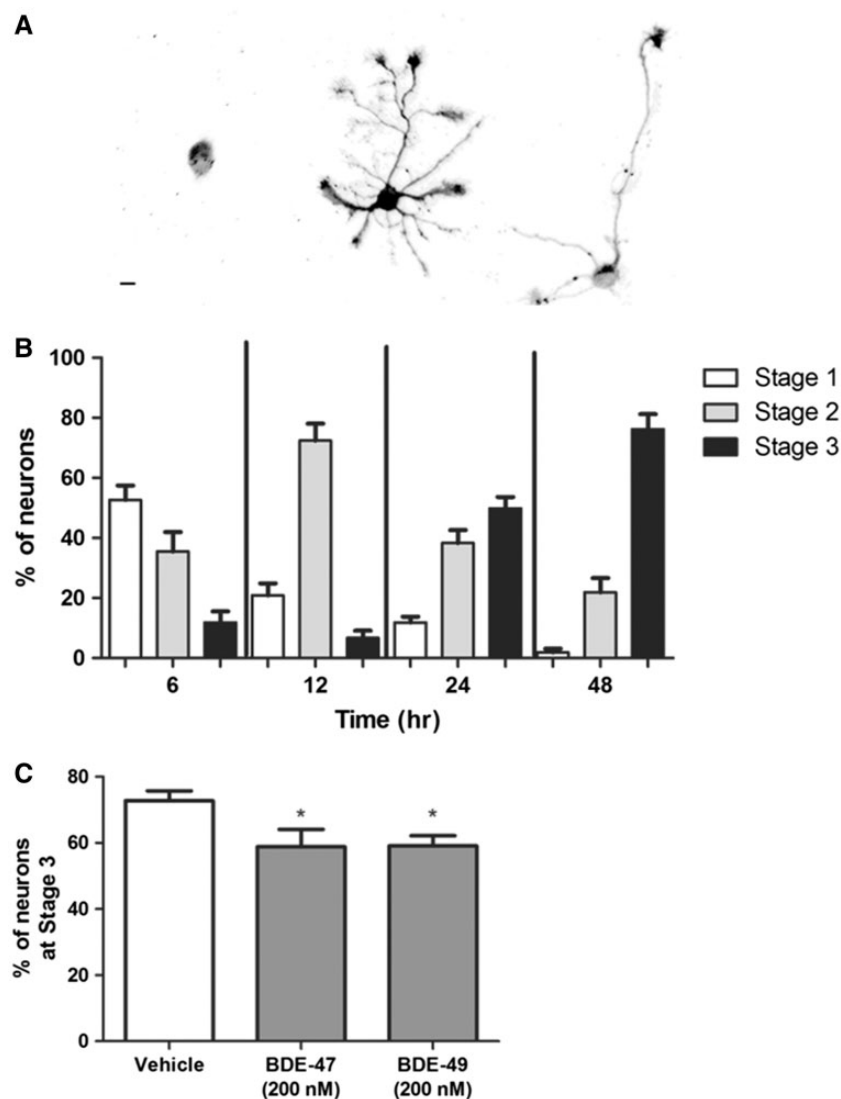 A
B
100
80
60
40
20
0
% of neurons
6 12 24 48
Time (hr)
Stage 1
Stage 2
Stage 3
C
80
60
40
20
0
% of neurons
at Stage 3
* *
Vehicle BDE-47 BDE-49
(200 nM) (200 nM)